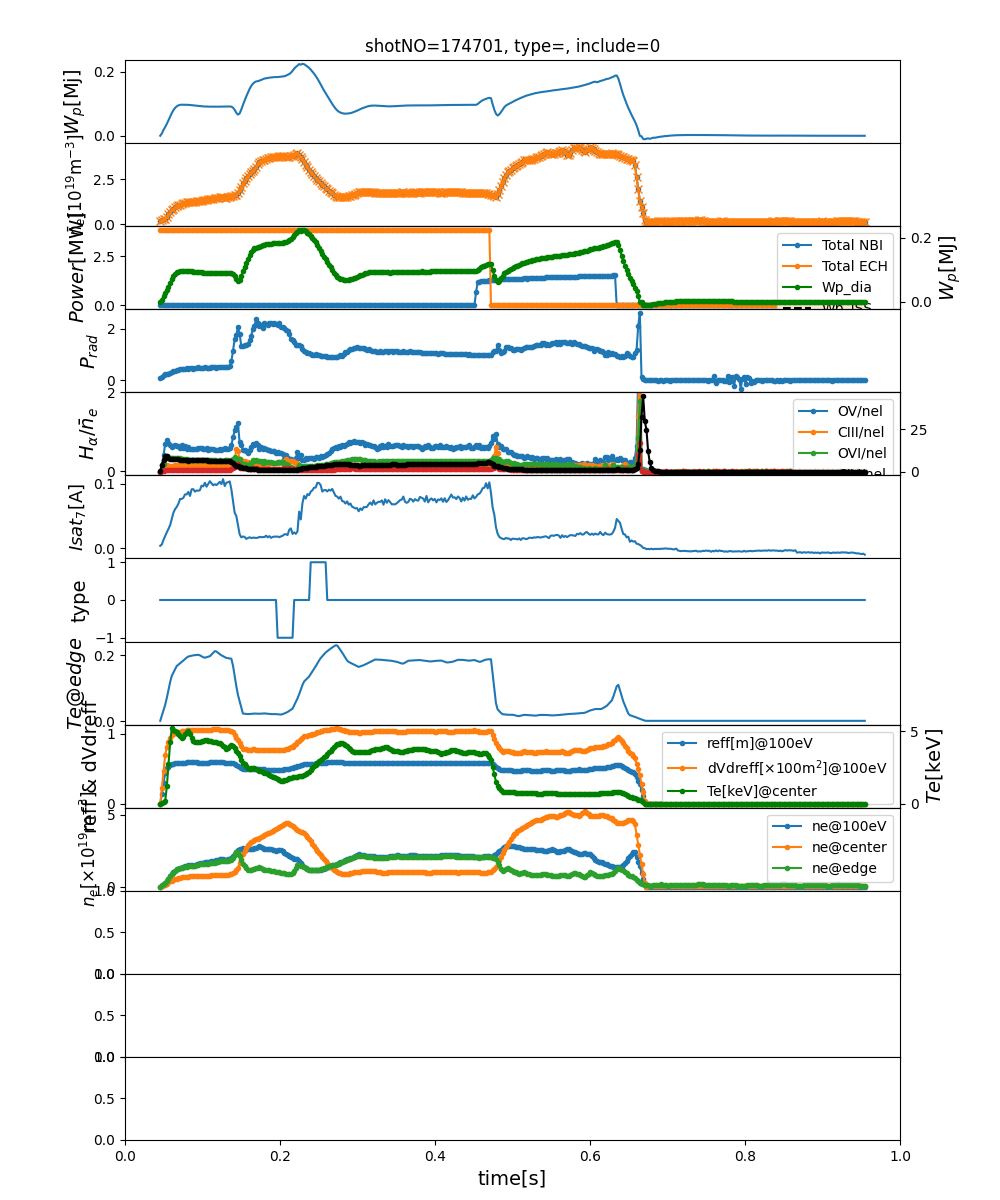 shotNO=174701, type=, include=0
W_p[MJ]
0.2
0.0
[10^19 m^−3]
2.5
0.0
Power[MW]
2.5
0.0
Total NBI
Total ECH
Wp_dia
0.2
0.0
W_p[MJ]
P_rad
2
0
H_α/n̄_e
2
0
OV/nel
CIII/nel
OVI/nel
25
0
Isat_7[A]
0.1
0.0
type
1
0
−1
Te@edge
0.2
0.0
reff & dVdreff
1
0
reff[m]@100eV
dVdreff[×100m^2]@100eV
Te[keV]@center
5
0
Te[keV]
n_e[×10^19
5
0
ne@100eV
ne@center
ne@edge
1.0
0.5
0.0
1.0
0.5
0.0
1.0
0.5
0.0
0.0
0.2
0.4
0.6
0.8
1.0
time[s]